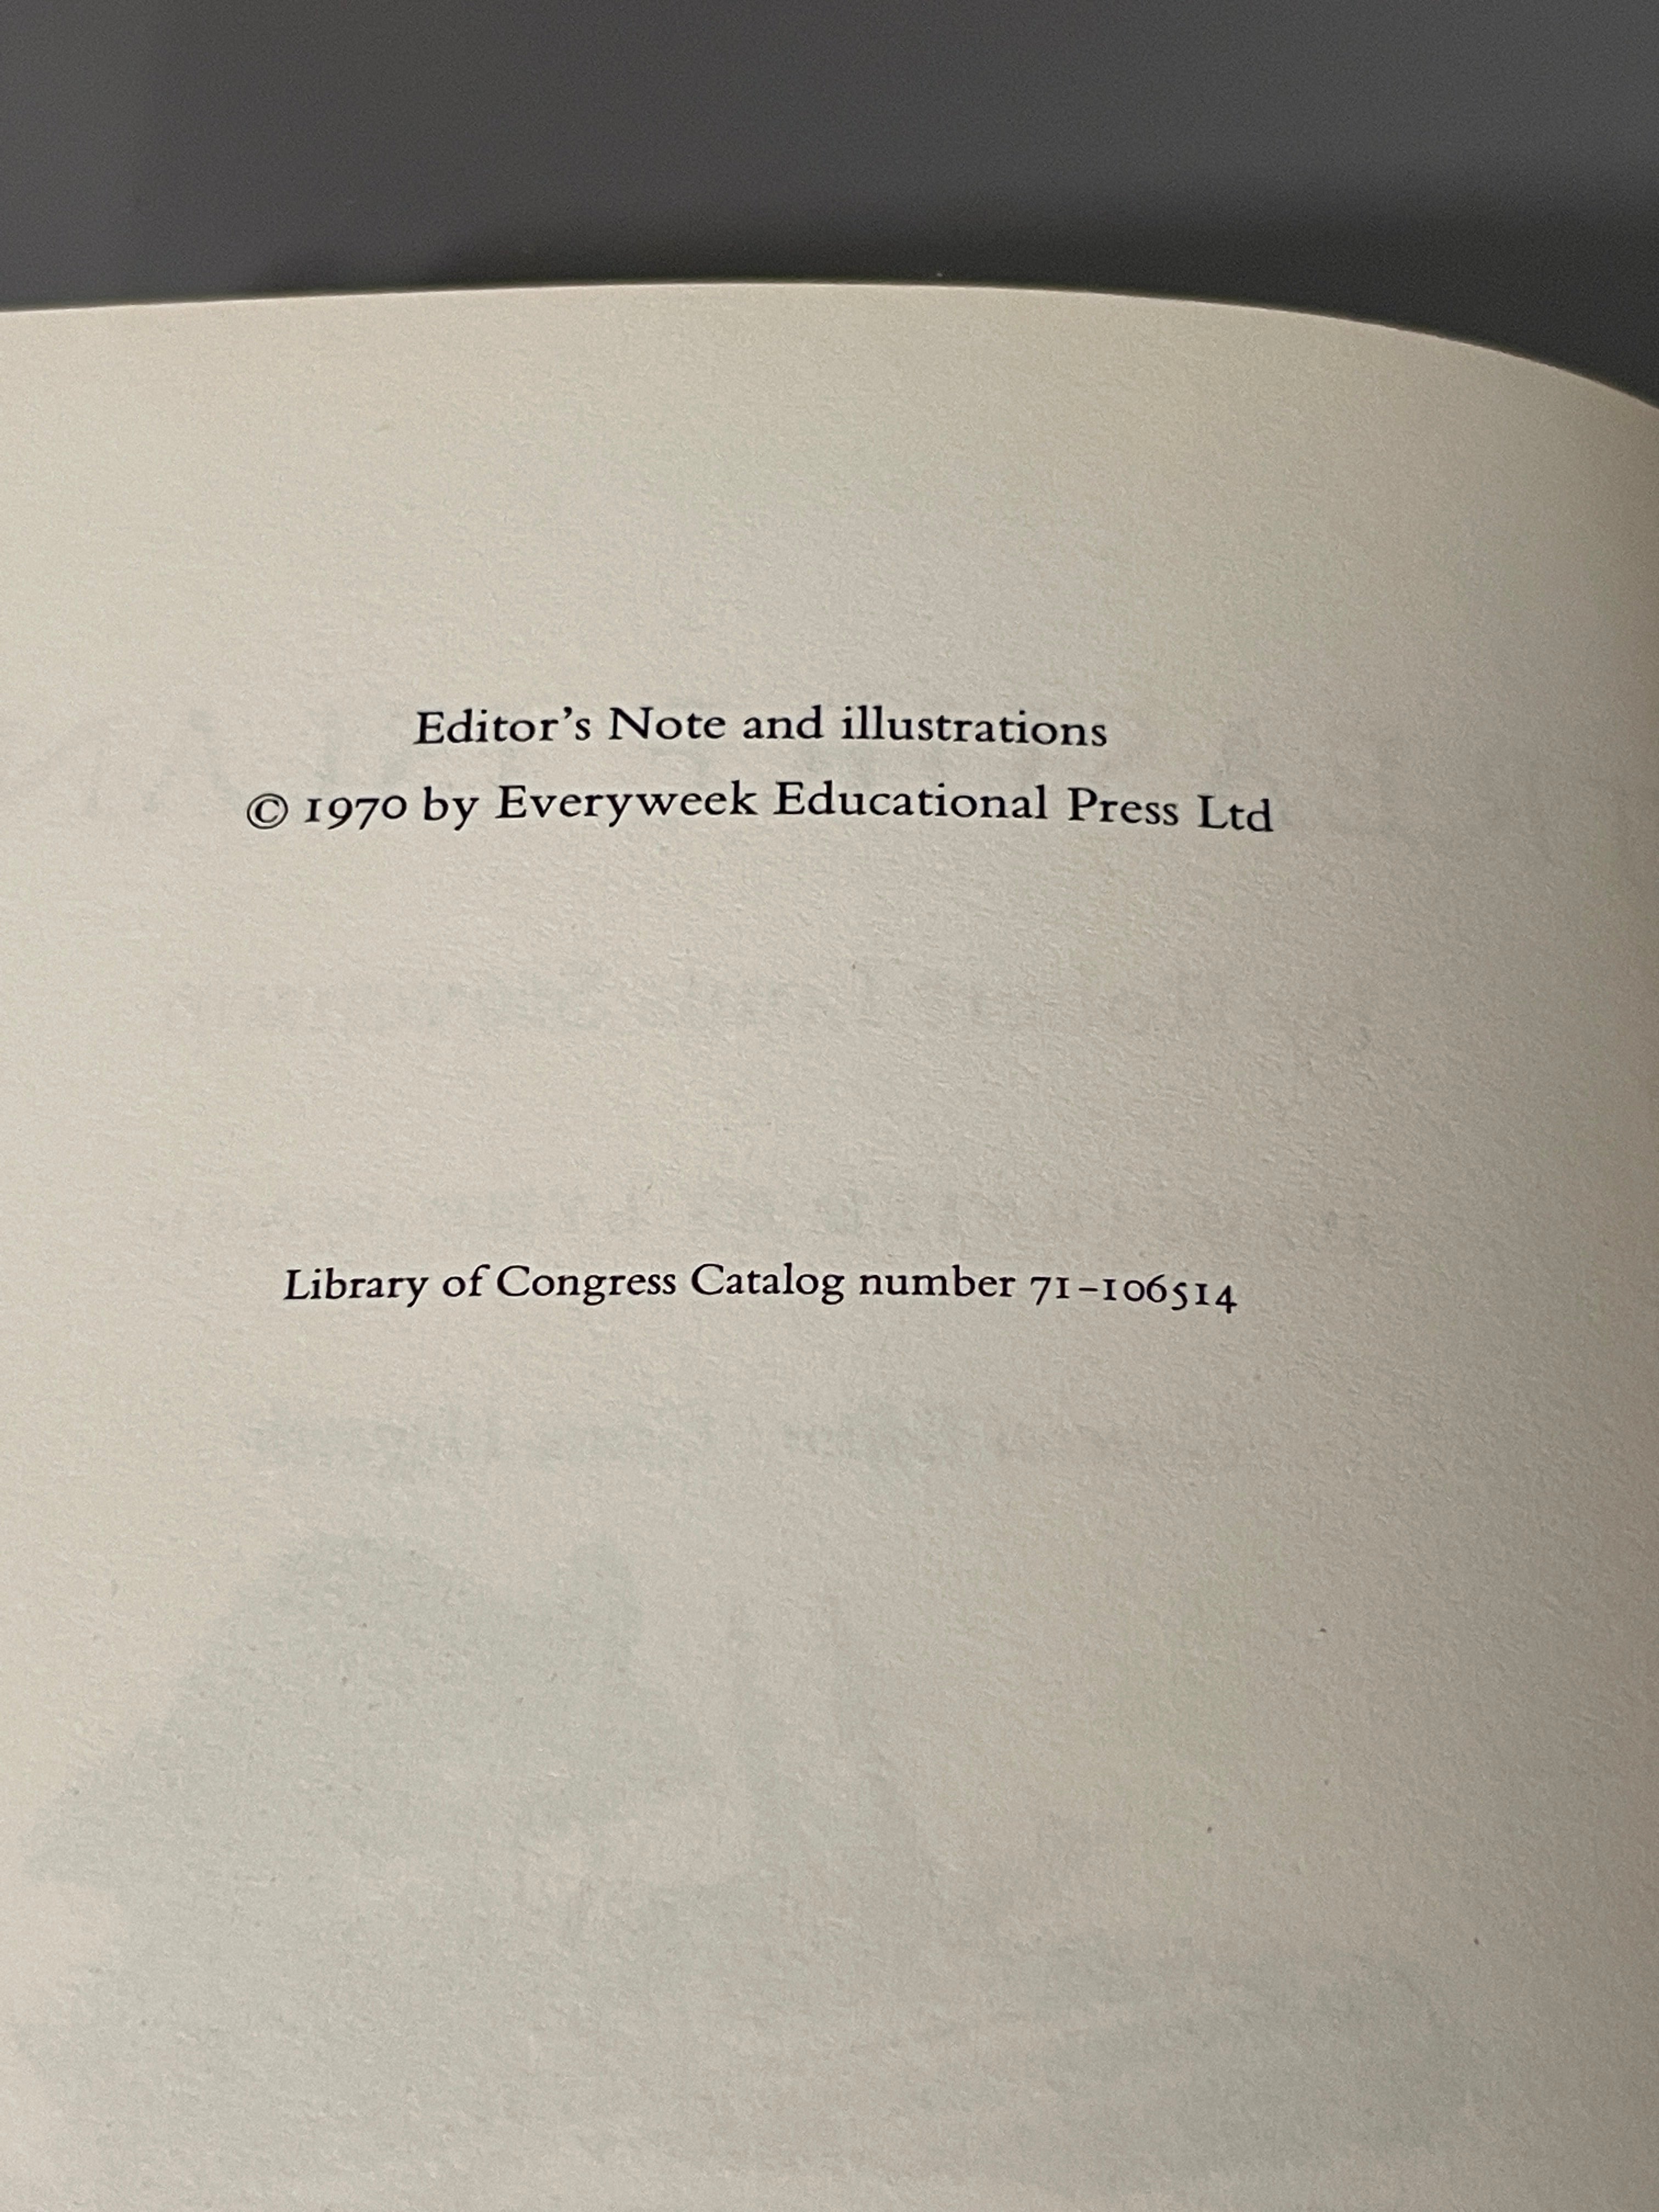 Editor’s Note and illustrations
© 1970 by Everyweek Educational Press Ltd
Library of Congress Catalog number 71–106514